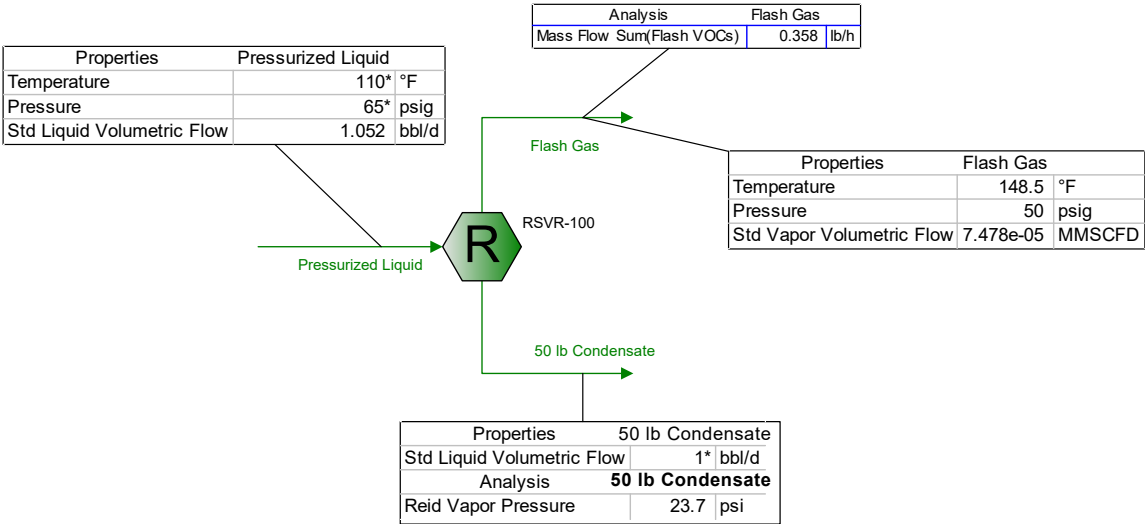 Analysis Flash Gas
Mass Flow Sum(Flash VOCs) 0.358 lb/h
Properties Pressurized Liquid
Temperature 110* °F
Pressure 65* psig
Std Liquid Volumetric Flow 1.052 bbl/d
Flash Gas
Properties Flash Gas
Temperature 148.5 °F
Pressure 50 psig
Std Vapor Volumetric Flow 7.478e-05 MMSCFD
R
RSVR-100
Pressurized Liquid
50 lb Condensate
Properties 50 lb Condensate
Std Liquid Volumetric Flow 1* bbl/d
Analysis 50 lb Condensate
Reid Vapor Pressure 23.7 psi